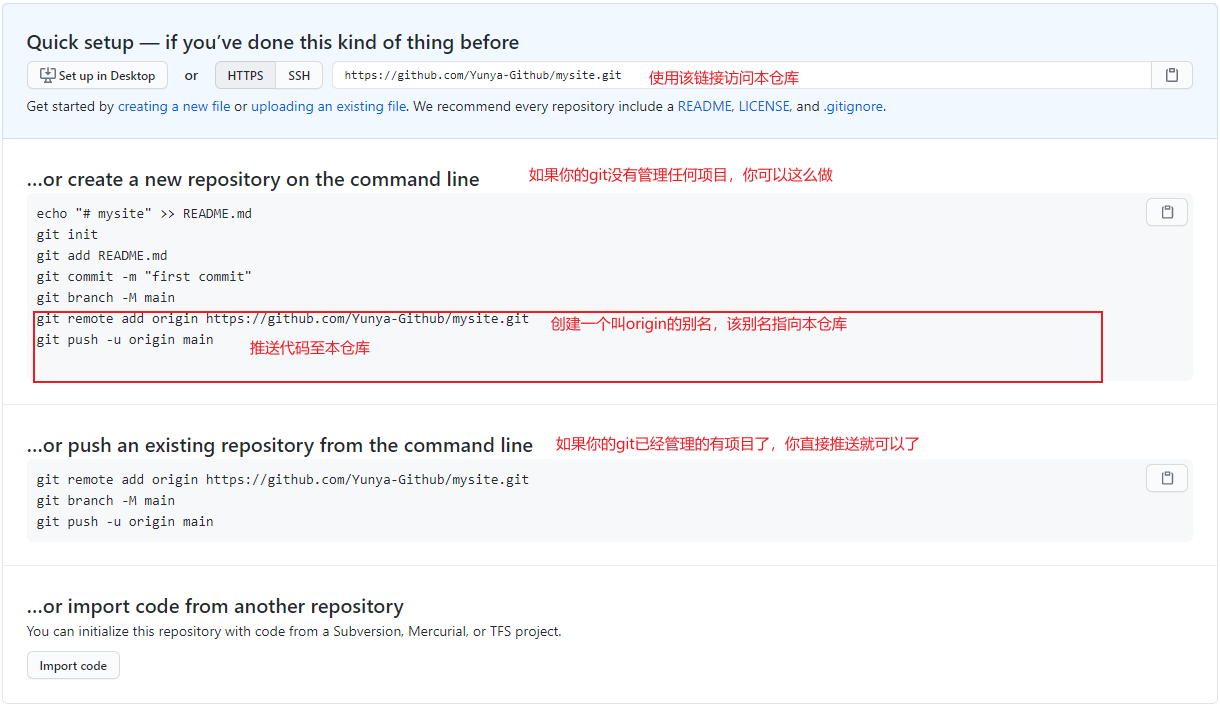 Quick setup — if you've done this kind of thing before
Set up in Desktop or HTTPS SSH https://github.com/Yunya-Github/mysite.git 使用该链接访问本仓库
Get started by creating a new file or uploading an existing file. We recommend every repository include a README, LICENSE, and .gitignore.
...or create a new repository on the command line 如果你的git没有管理任何项目，你可以这么做
echo "# mysite" >> README.md
git init
git add README.md
git commit -m "first commit"
git branch -M main
git remote add origin https://github.com/Yunya-Github/mysite.git 创建一个叫origin的别名，该别名指向本仓库
git push -u origin main 推送代码至本仓库
...or push an existing repository from the command line 如果你的git已经管理的有项目了，你直接推送就可以了
git remote add origin https://github.com/Yunya-Github/mysite.git
git branch -M main
git push -u origin main
...or import code from another repository
You can initialize this repository with code from a Subversion, Mercurial, or TFS project.
Import code